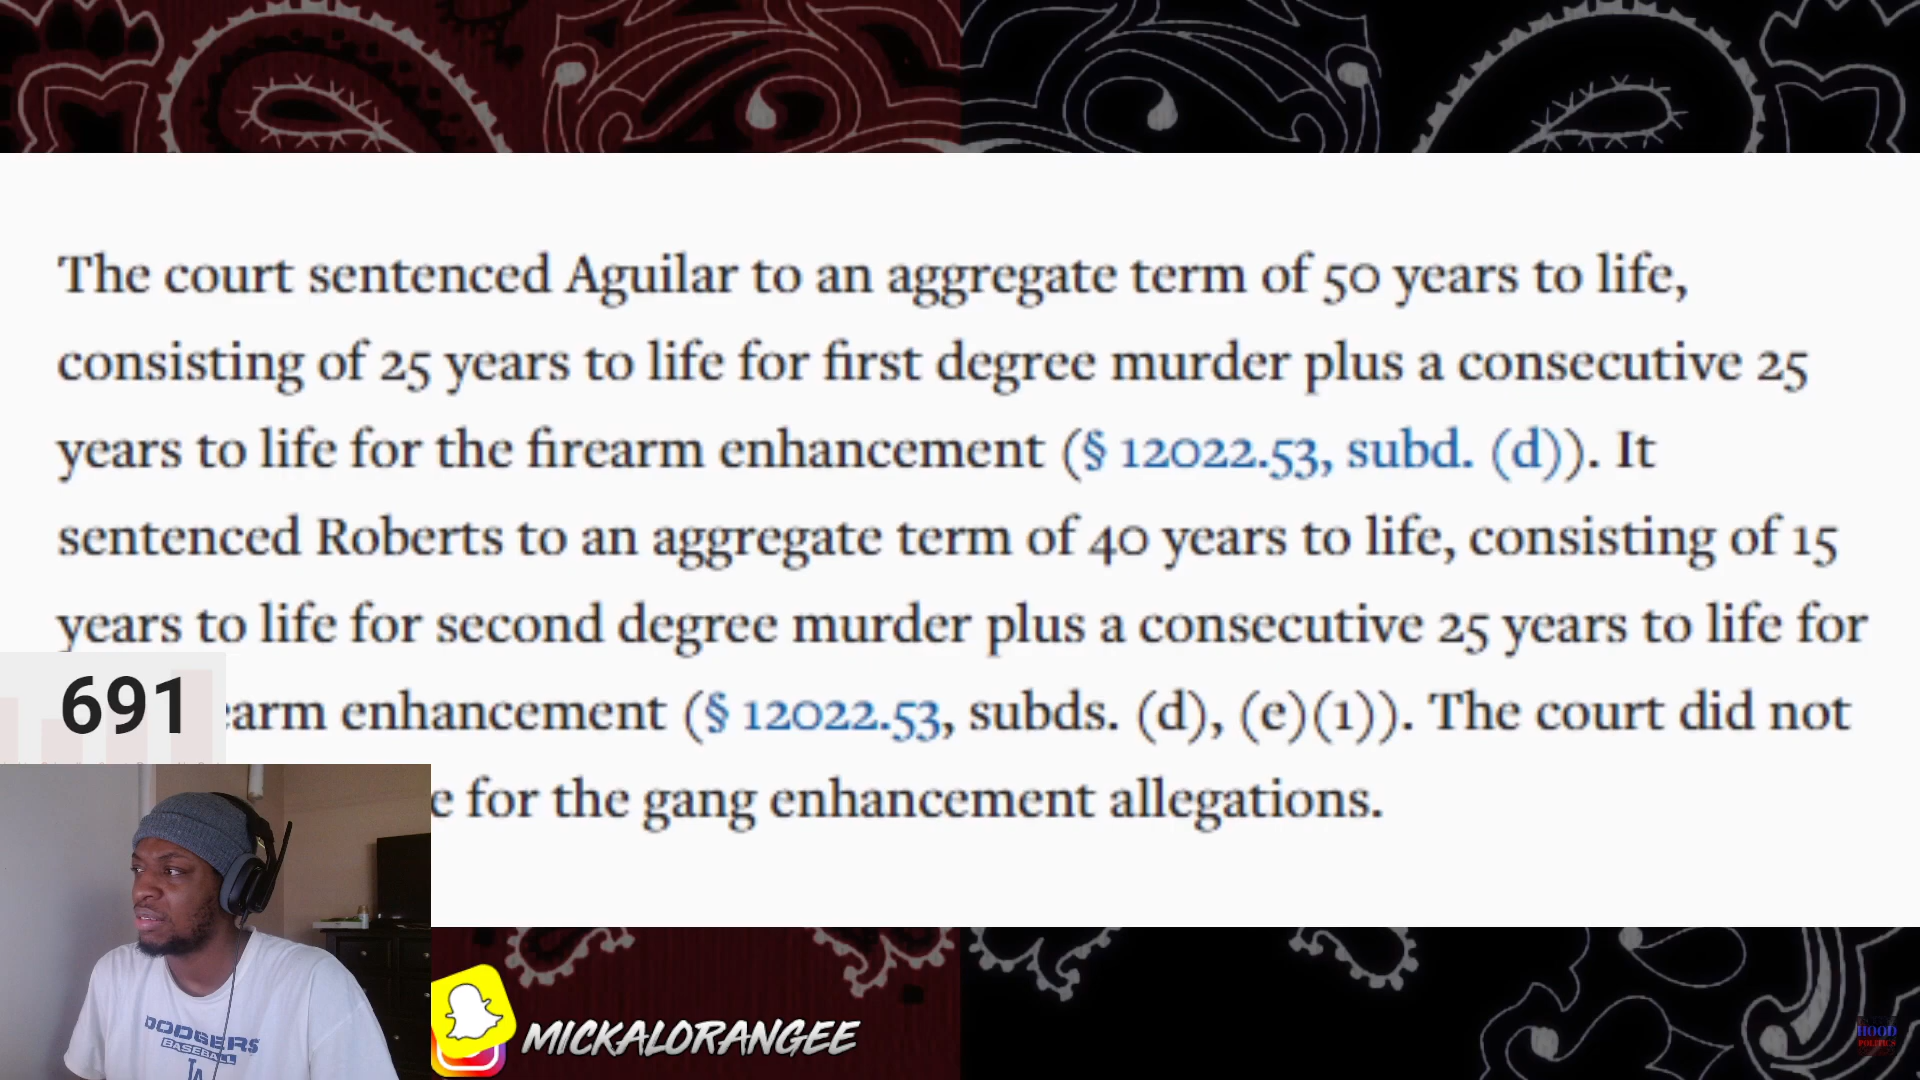 The court sentenced Aguilar to an aggregate term of 50 years to life,
consisting of 25 years to life for first degree murder plus a consecutive 25
years to life for the firearm enhancement (§ 12022.53, subd. (d)). It
sentenced Roberts to an aggregate term of 40 years to life, consisting of 15
years to life for second degree murder plus a consecutive 25 years to life for
691
earm enhancement (§ 12022.53, subds. (d), (e)(1)). The court did not
e for the gang enhancement allegations.
DODGERS
BASEBALL
LA
MICKALORANGEE
HOOD
POLITICS